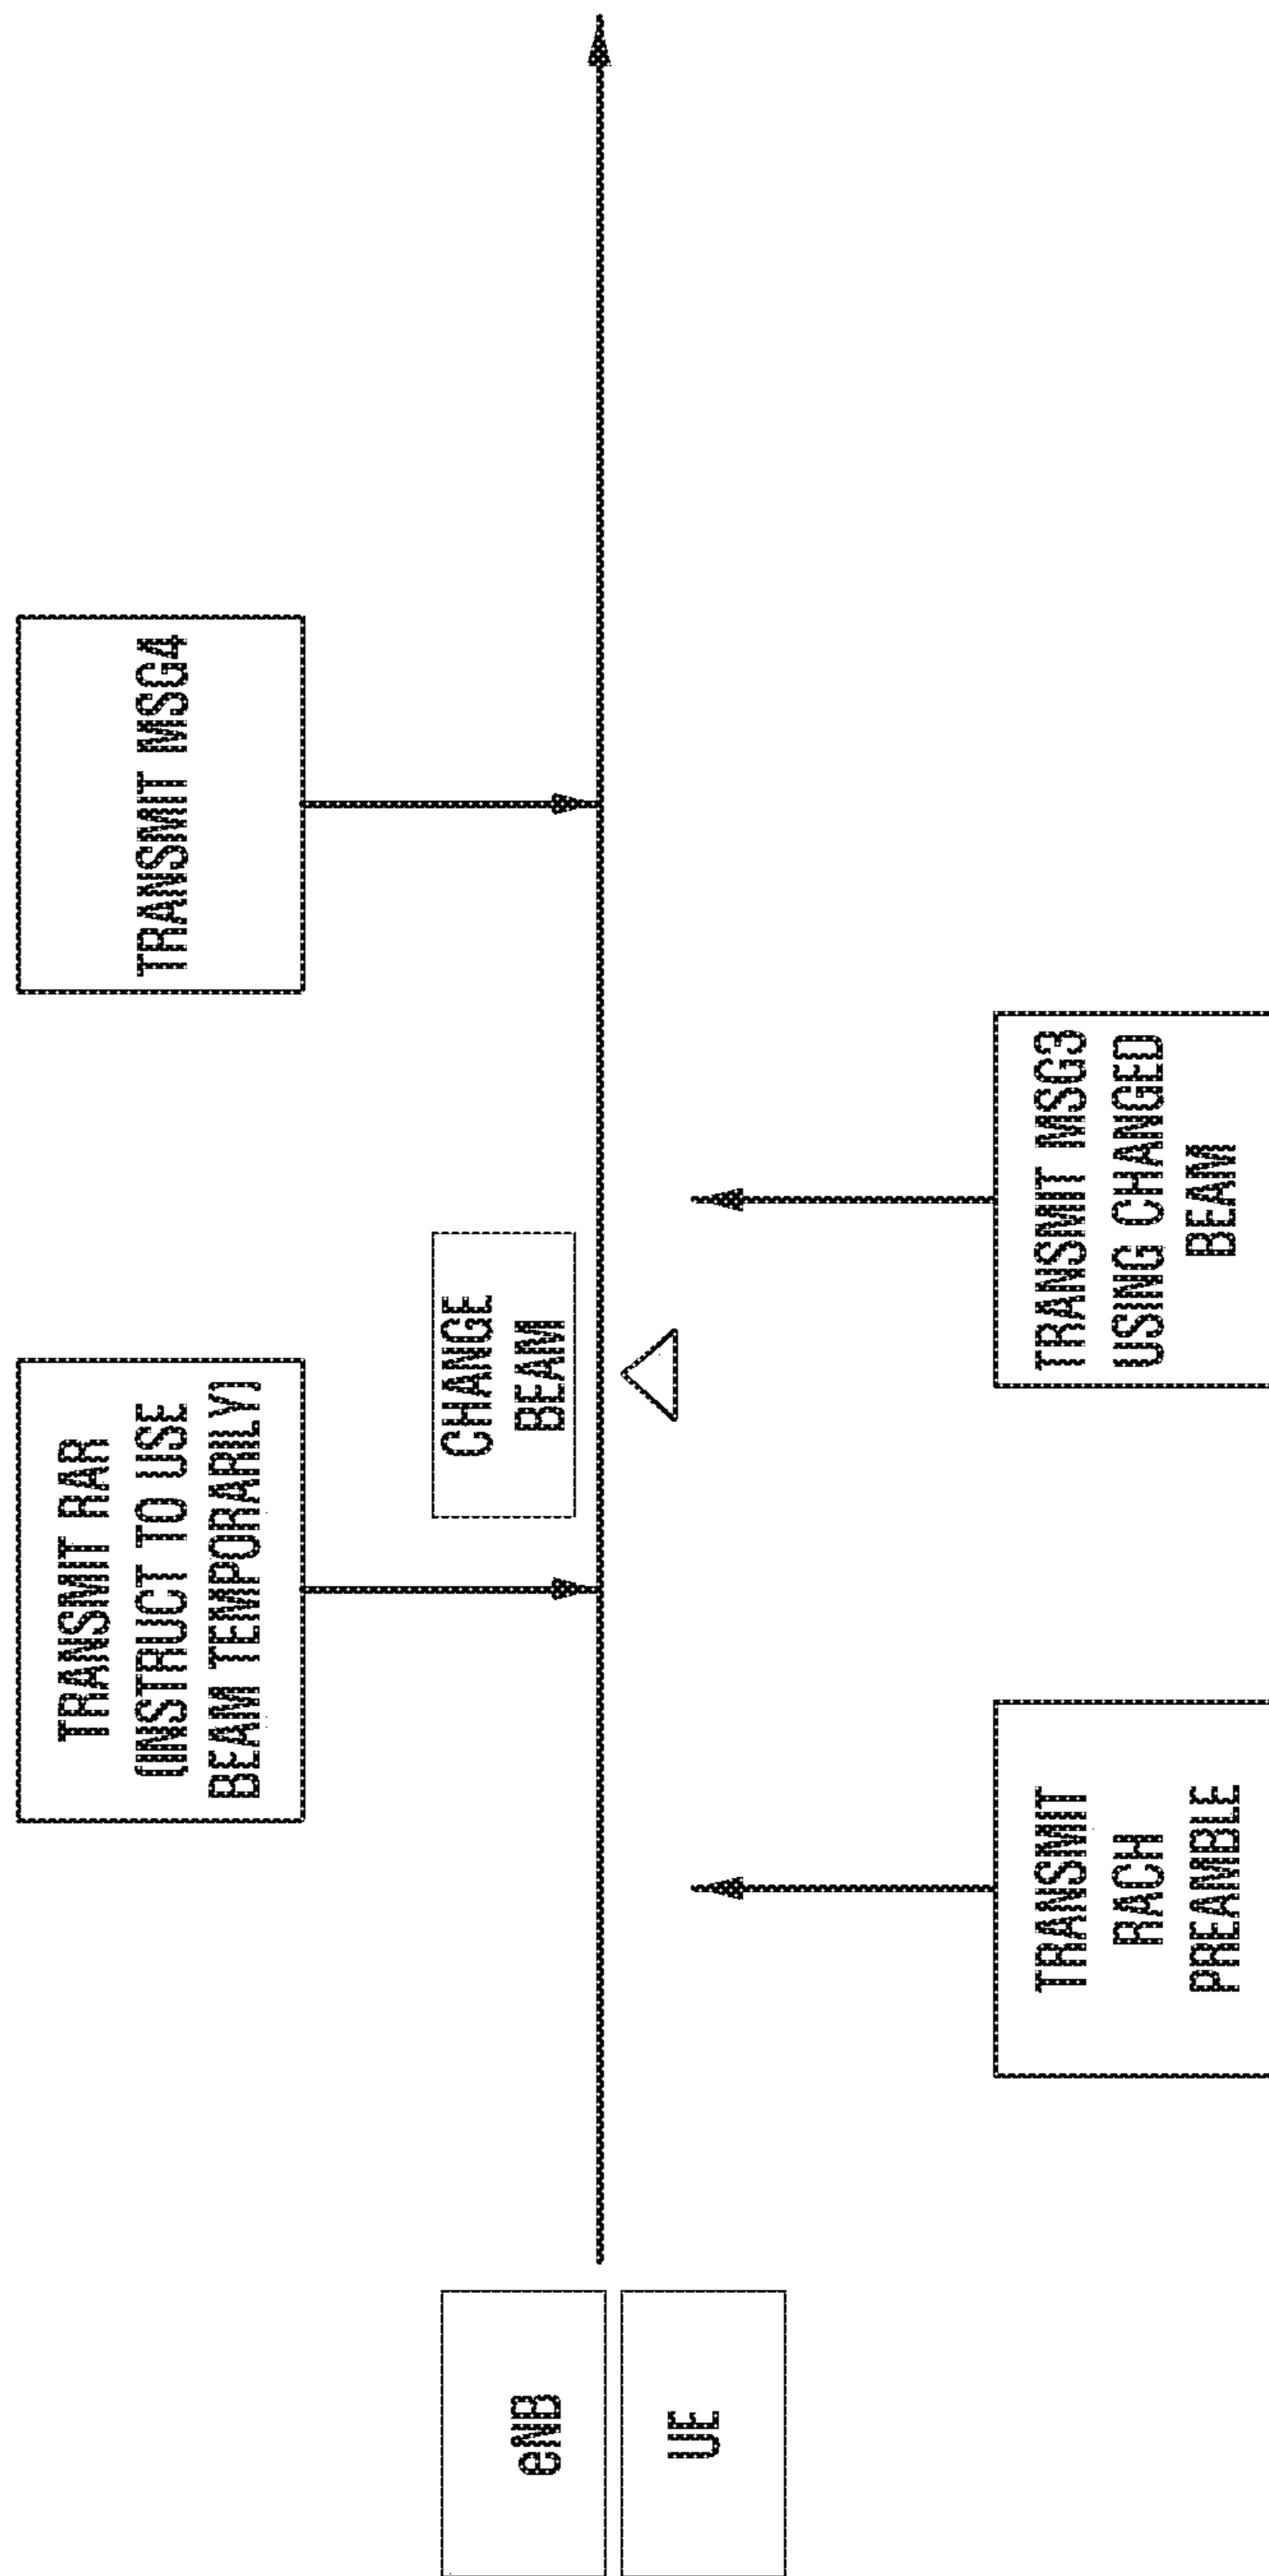 TRANSMIT RAR
(INSTRUCT TO USE
BEAM TEMPORARILY)
TRANSMIT MSG4
CHANGE
BEAM
eNB
UE
TRANSMIT
RACH
PREAMBLE
TRANSMIT MSG3
USING CHANGED
BEAM